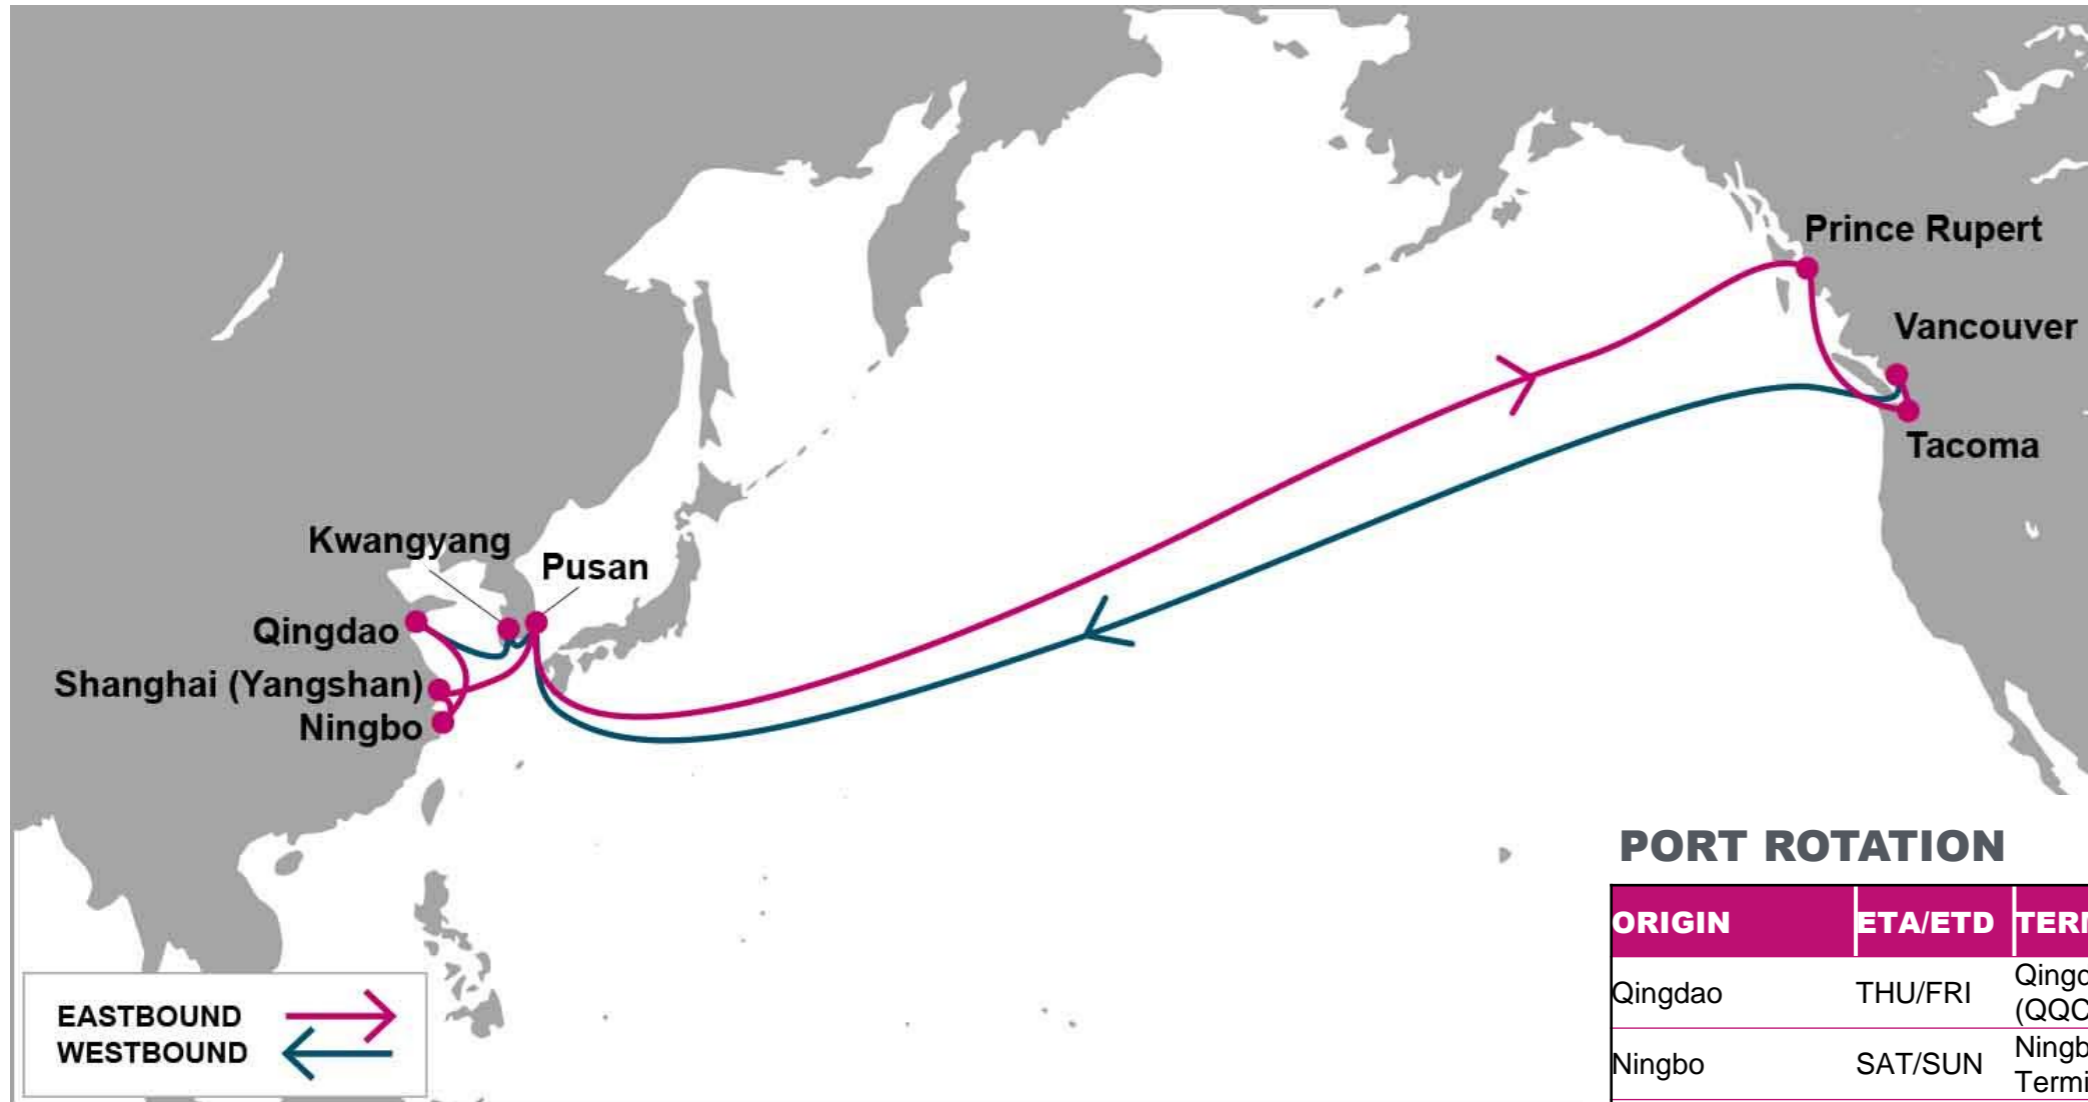 Prince Rupert
Vancouver
Tacoma
Kwangyang
Pusan
Qingdao
Shanghai (Yangshan)
Ningbo
PORT ROTATION
ORIGIN ETA/ETD
Qingdao THU/FRI
Ningbo SAT/SUN
EASTBOUND
WESTBOUND